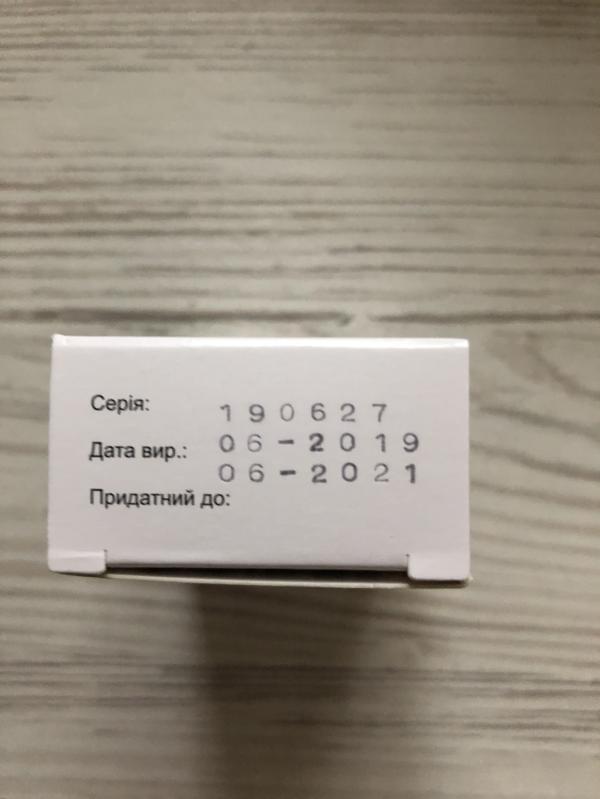 Серія: 190627
Дата вир.: 06-2019
Придатний до: 06-2021